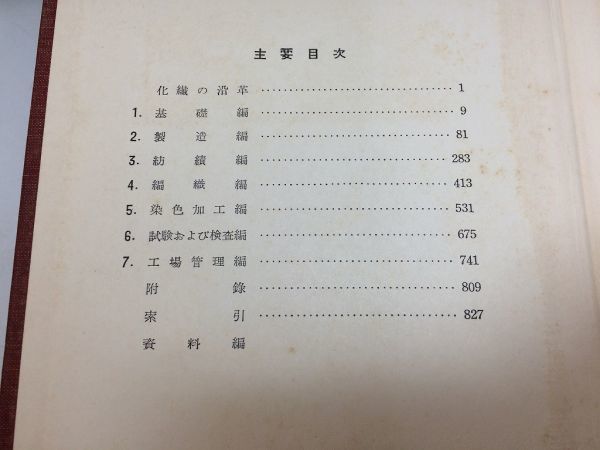 主要目次
化繊の沿革 1
1. 基礎編 9
2. 製造編 81
3. 紡績編 283
4. 編織編 413
5. 染色加工編 531
6. 試験および検査編 675
7. 工場管理編 741
附錄 809
索引 827
資料編